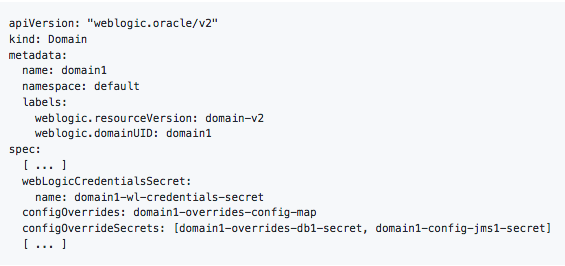 apiVersion: "weblogic.oracle/v2"
kind: Domain
metadata:
  name: domain1
  namespace: default
  labels:
    weblogic.resourceVersion: domain-v2
    weblogic.domainUID: domain1
spec:
  [ ... ]
  webLogicCredentialsSecret:
    name: domain1-wl-credentials-secret
  configOverrides: domain1-overrides-config-map
  configOverrideSecrets: [domain1-overrides-db1-secret, domain1-config-jms1-secret]
  [ ... ]